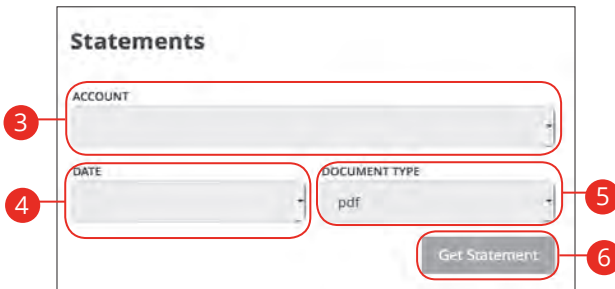 Statements
ACCOUNT
3
DATE
DOCUMENT TYPE
4
pdf
5
Get Statement
6